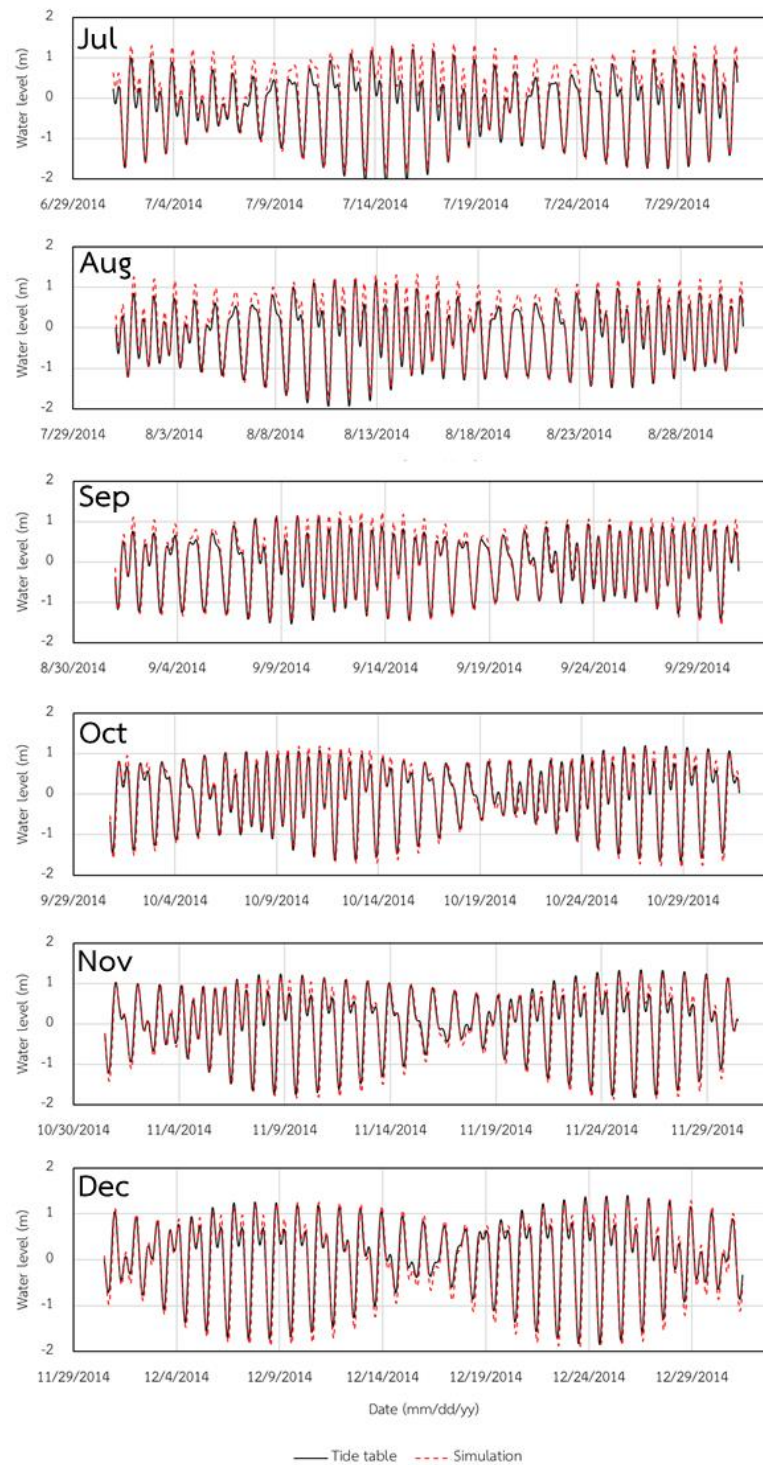 Jul
Water level (m)
2
1
0
-1
-2
6/29/2014 7/4/2014 7/9/2014 7/14/2014 7/19/2014 7/24/2014 7/29/2014
Aug
Water level (m)
2
1
0
-1
-2
7/29/2014 8/3/2014 8/8/2014 8/13/2014 8/18/2014 8/23/2014 8/28/2014
Sep
Water level (m)
2
1
0
-1
-2
8/30/2014 9/4/2014 9/9/2014 9/14/2014 9/19/2014 9/24/2014 9/29/2014
Oct
Water level (m)
2
1
0
-1
-2
9/29/2014 10/4/2014 10/9/2014 10/14/2014 10/19/2014 10/24/2014 10/29/2014
Nov
Water level (m)
2
1
0
-1
-2
10/30/2014 11/4/2014 11/9/2014 11/14/2014 11/19/2014 11/24/2014 11/29/2014
Dec
Water level (m)
2
1
0
-1
-2
11/29/2014 12/4/2014 12/9/2014 12/14/2014 12/19/2014 12/24/2014 12/29/2014
Date (mm/dd/yy)
Tide table Simulation